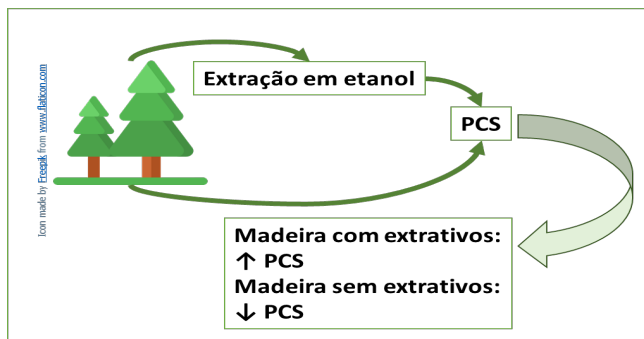 Icon made by Freepik from www.flaticon.com
Extração em etanol
PCS
Madeira com extrativos:
↑ PCS
Madeira sem extrativos:
↓ PCS